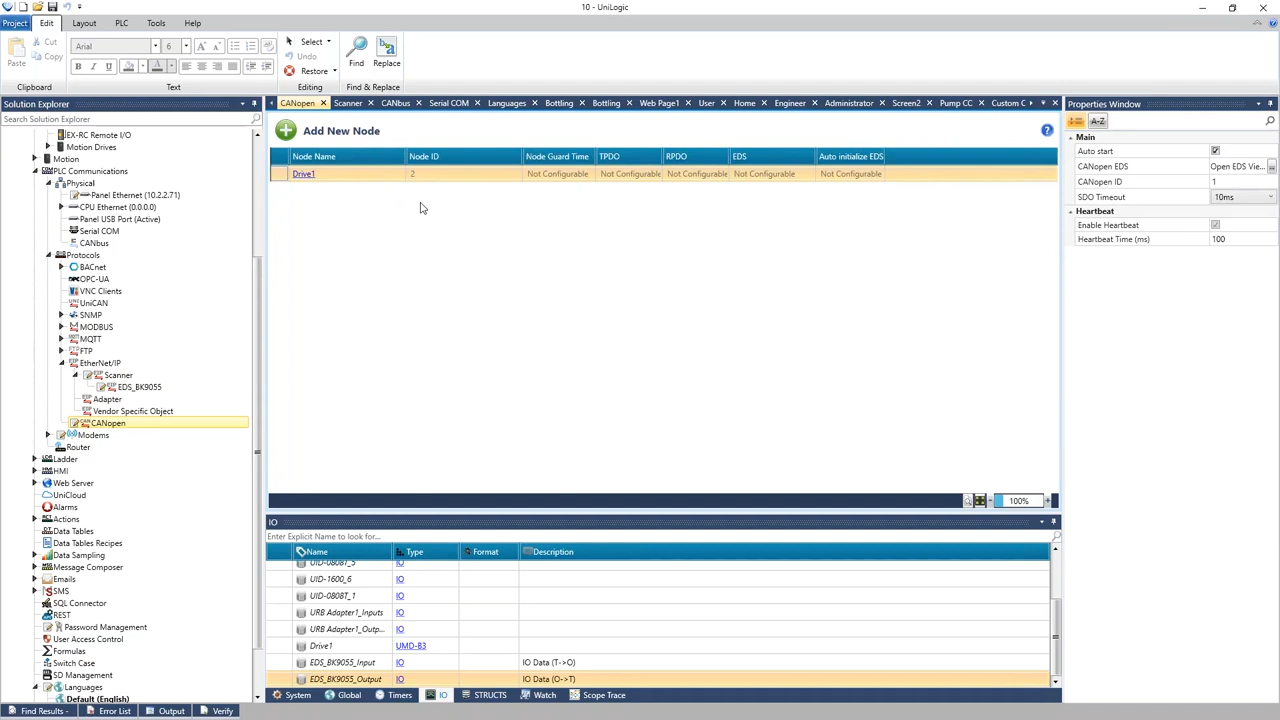 10 - UniLogic
Project Edit Layout PLC Tools Help
Paste
Cut
Copy
Clipboard
Arial 6
Text
Select
Undo
Restore
Editing
Find
Replace
Find & Replace
Solution Explorer
Search Solution Explorer
EX-RC Remote I/O
Motion Drives
Motion
PLC Communications
Physical
Panel Ethernet (10.2.2.71)
CPU Ethernet (0.0.0.0)
Panel USB Port (Active)
Serial COM
CANbus
Protocols
BACnet
OPC-UA
VNC Clients
UniCAN
SNMP
MODBUS
MQTT
FTP
EtherNet/IP
Scanner
EDS_BK9055
Adapter
Vendor Specific Object
CANopen
Modems
Router
Ladder
HMI
Web Server
UniCloud
Alarms
Actions
Data Tables
Data Tables Recipes
Data Sampling
Message Composer
Emails
SMS
SQL Connector
REST
Password Management
User Access Control
Formulas
Switch Case
SD Management
Languages
Default (English)
CANopen Scanner CANbus Serial COM Languages Bottling Bottling Web Page1 User Home Engineer Administrator Screen2 Pump CC Custom C
Add New Node
Node Name Node ID Node Guard Time TPDO RPDO EDS Auto initialize EDS
Drive1 2 Not Configurable Not Configurable Not Configurable Not Configurable Not Configurable
100%
IO
Enter Explicit Name to look for...
Name Type Format Description
UID-0808T_5 IO
UID-1600_6 IO
UID-0808T_1 IO
URB Adapter1_Inputs IO
URB Adapter1_Outp... IO
Drive1 UMD-B3
EDS_BK9055_Input IO IO Data (T->O)
EDS_BK9055_Output IO IO Data (O->T)
System Global Timers IO STRUCTS Watch Scope Trace
Properties Window
A-Z
Main
Auto start
CANopen EDS Open EDS Vie... ...
CANopen ID 1
SDO Timeout 10ms
Heartbeat
Enable Heartbeat
Heartbeat Time (ms) 100
Find Results - Error List Output Verify